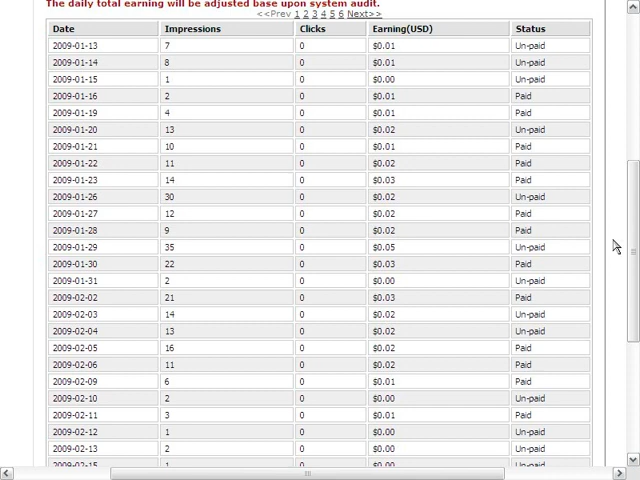 The daily total earning will be adjusted base upon system audit.
<<Prev 1 2 3 4 5 6 Next>>
Date Impressions Clicks Earning(USD) Status
2009-01-13 7 0 $0.01 Un-paid
2009-01-14 8 0 $0.01 Un-paid
2009-01-15 1 0 $0.00 Un-paid
2009-01-16 2 0 $0.01 Paid
2009-01-19 4 0 $0.01 Paid
2009-01-20 13 0 $0.02 Un-paid
2009-01-21 10 0 $0.01 Paid
2009-01-22 11 0 $0.02 Paid
2009-01-23 14 0 $0.03 Paid
2009-01-26 30 0 $0.02 Un-paid
2009-01-27 12 0 $0.02 Paid
2009-01-28 9 0 $0.02 Paid
2009-01-29 35 0 $0.05 Un-paid
2009-01-30 22 0 $0.03 Paid
2009-01-31 2 0 $0.00 Un-paid
2009-02-02 21 0 $0.03 Paid
2009-02-03 14 0 $0.02 Un-paid
2009-02-04 13 0 $0.02 Un-paid
2009-02-05 16 0 $0.02 Paid
2009-02-06 11 0 $0.02 Paid
2009-02-09 6 0 $0.01 Paid
2009-02-10 2 0 $0.00 Un-paid
2009-02-11 3 0 $0.01 Paid
2009-02-12 1 0 $0.00 Un-paid
2009-02-13 2 0 $0.00 Un-paid
2009-02-15 1 0 $0.00 Un-paid